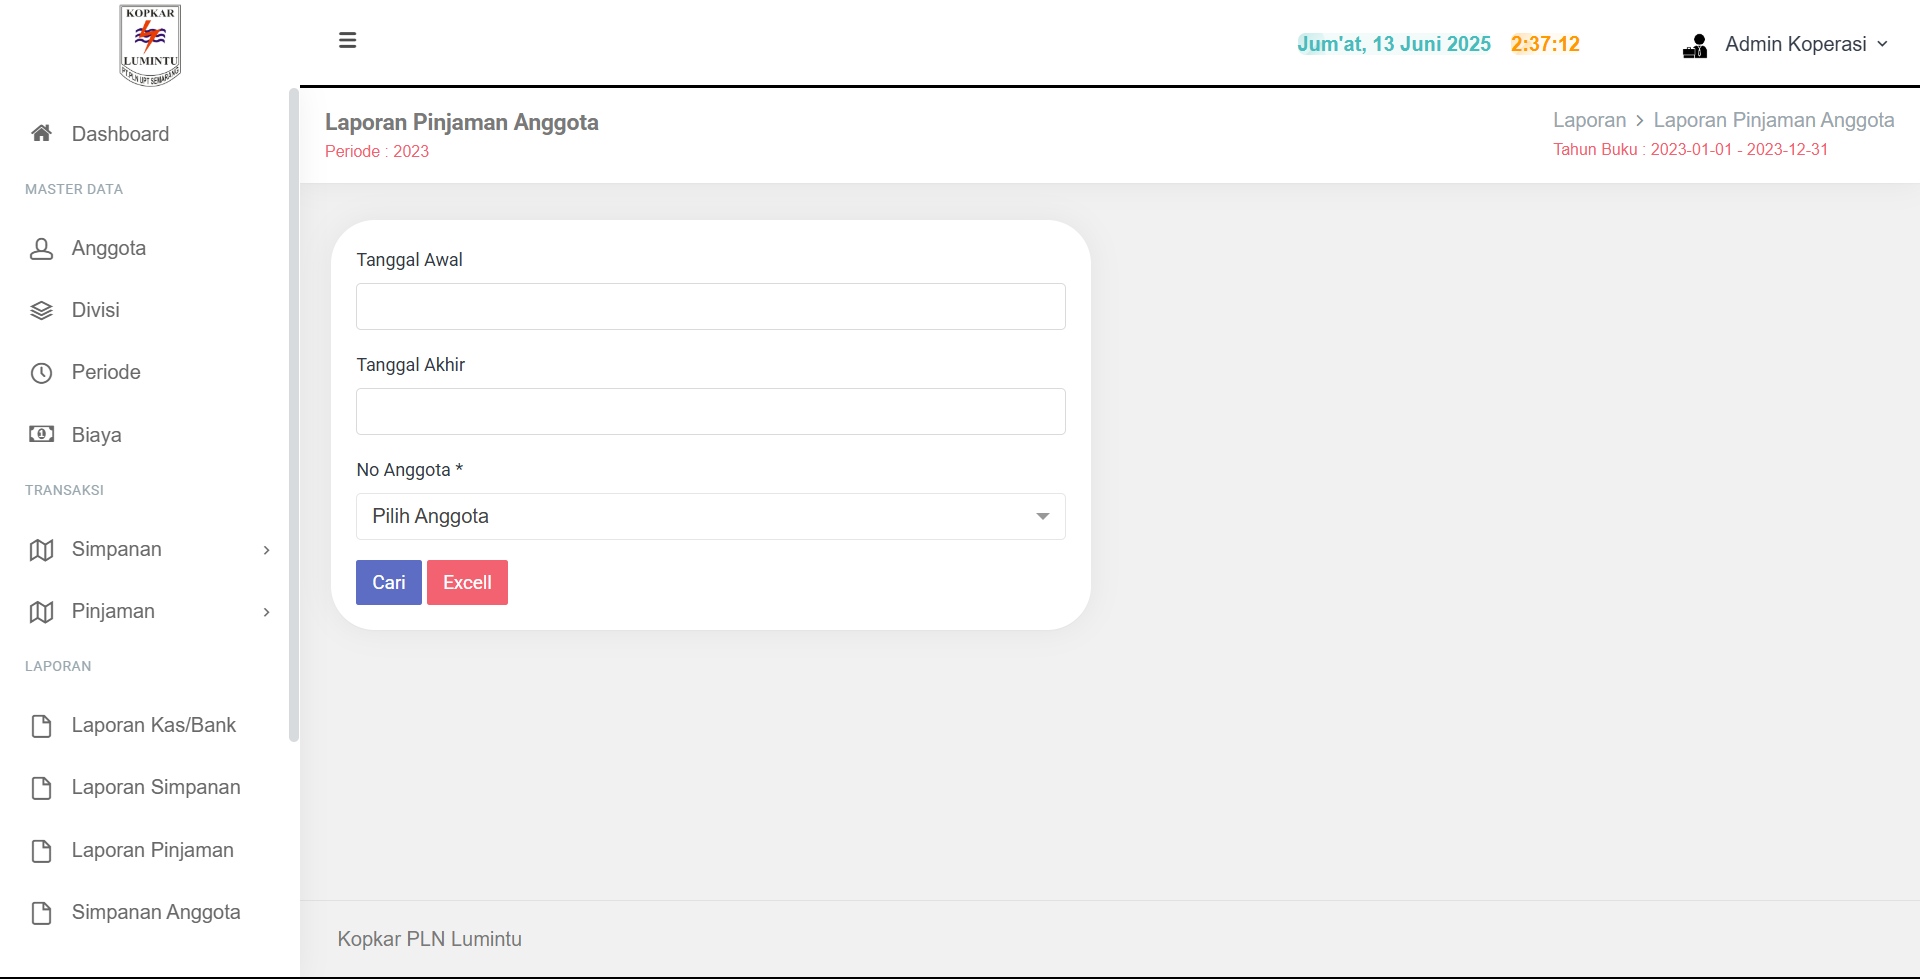 KOPKAR
LUMINTU
PT PLN UPT SEMARANG
Jum'at, 13 Juni 2025 2:37:12
Admin Koperasi
Dashboard
MASTER DATA
Anggota
Divisi
Periode
Biaya
TRANSAKSI
Simpanan
Pinjaman
LAPORAN
Laporan Kas/Bank
Laporan Simpanan
Laporan Pinjaman
Simpanan Anggota
Laporan Pinjaman Anggota
Periode : 2023
Laporan > Laporan Pinjaman Anggota
Tahun Buku : 2023-01-01 - 2023-12-31
Tanggal Awal
Tanggal Akhir
No Anggota *
Pilih Anggota
Cari Excell
Kopkar PLN Lumintu